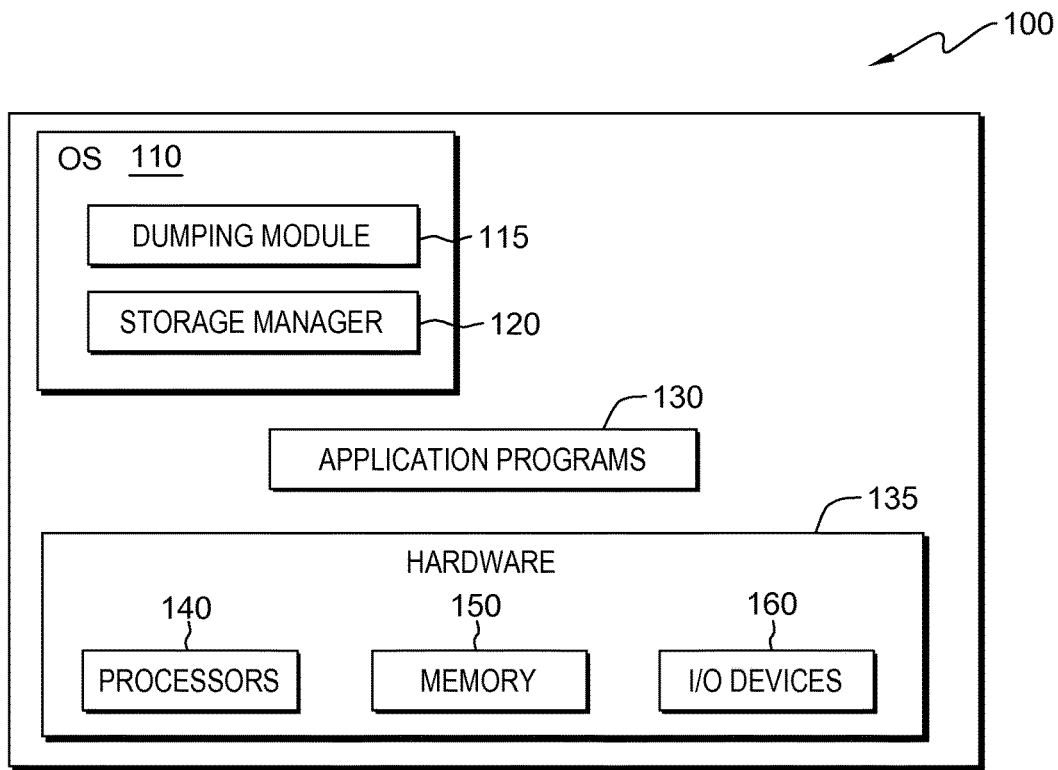 100
OS 110
DUMPING MODULE 115
STORAGE MANAGER 120
130
APPLICATION PROGRAMS
135
HARDWARE
140 150 160
PROCESSORS MEMORY I/O DEVICES